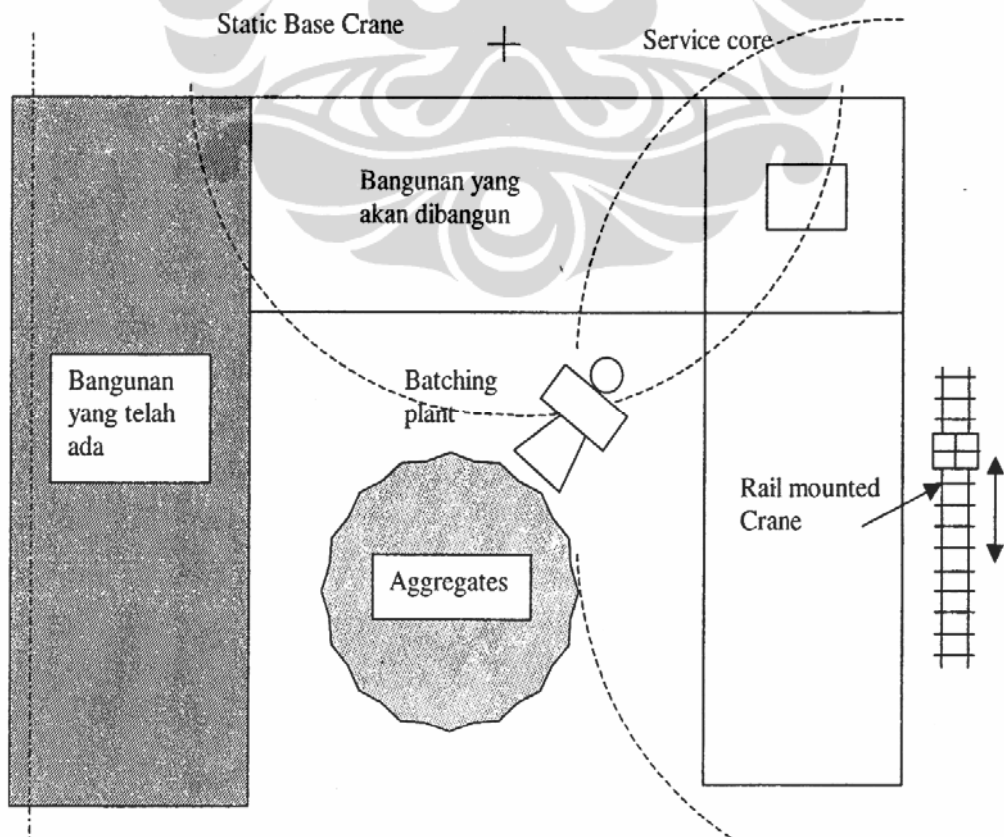 Static Base Crane
Service core
Bangunan yang
akan dibangun
Bangunan
yang telah
ada
Batching
plant
Rail mounted
Crane
Aggregates